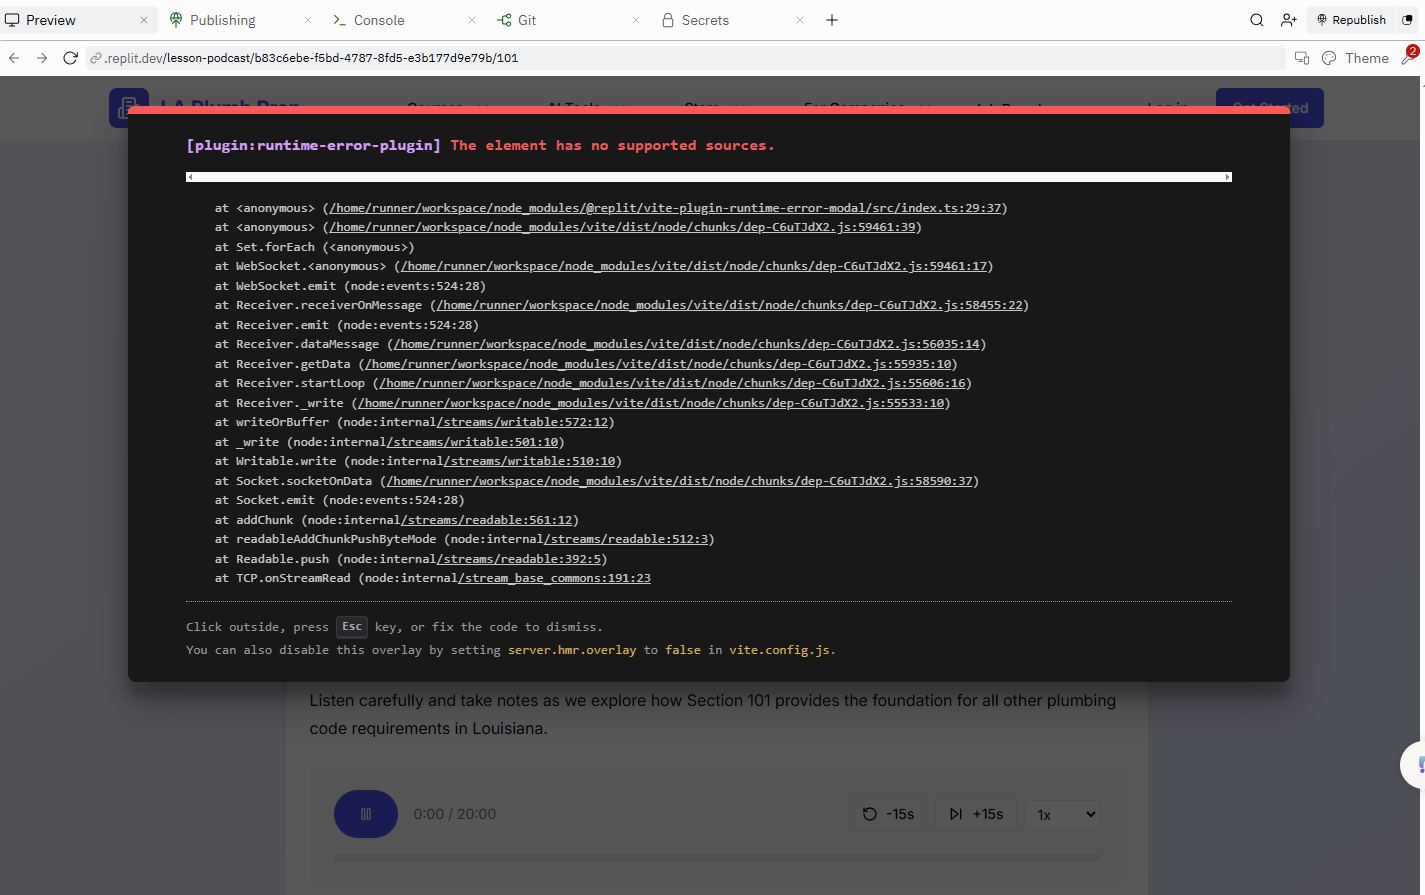 Preview
Publishing
Console
Git
Secrets
Republish
.replit.dev/lesson-podcast/b83c6ebe-f5bd-4787-8fd5-e3b177d9e79b/101
Theme
2
LA Plumb Prep
Get Started
[plugin:runtime-error-plugin] The element has no supported sources.
at <anonymous> (/home/runner/workspace/node_modules/@replit/vite-plugin-runtime-error-modal/src/index.ts:29:37)
at <anonymous> (/home/runner/workspace/node_modules/vite/dist/node/chunks/dep-C6uTJdX2.js:59461:39)
at Set.forEach (<anonymous>)
at WebSocket.<anonymous> (/home/runner/workspace/node_modules/vite/dist/node/chunks/dep-C6uTJdX2.js:59461:17)
at WebSocket.emit (node:events:524:28)
at Receiver.receiverOnMessage (/home/runner/workspace/node_modules/vite/dist/node/chunks/dep-C6uTJdX2.js:58455:22)
at Receiver.emit (node:events:524:28)
at Receiver.dataMessage (/home/runner/workspace/node_modules/vite/dist/node/chunks/dep-C6uTJdX2.js:56035:14)
at Receiver.getData (/home/runner/workspace/node_modules/vite/dist/node/chunks/dep-C6uTJdX2.js:55935:10)
at Receiver.startLoop (/home/runner/workspace/node_modules/vite/dist/node/chunks/dep-C6uTJdX2.js:55606:16)
at Receiver._write (/home/runner/workspace/node_modules/vite/dist/node/chunks/dep-C6uTJdX2.js:55533:10)
at writeOrBuffer (node:internal/streams/writable:572:12)
at _write (node:internal/streams/writable:501:10)
at Writable.write (node:internal/streams/writable:510:10)
at Socket.socketOnData (/home/runner/workspace/node_modules/vite/dist/node/chunks/dep-C6uTJdX2.js:58590:37)
at Socket.emit (node:events:524:28)
at addChunk (node:internal/streams/readable:561:12)
at readableAddChunkPushByteMode (node:internal/streams/readable:512:3)
at Readable.push (node:internal/streams/readable:392:5)
at TCP.onStreamRead (node:internal/stream_base_commons:191:23
Click outside, press Esc key, or fix the code to dismiss.
You can also disable this overlay by setting server.hmr.overlay to false in vite.config.js.
Listen carefully and take notes as we explore how Section 101 provides the foundation for all other plumbing
code requirements in Louisiana.
0:00 / 20:00
-15s
+15s
1x